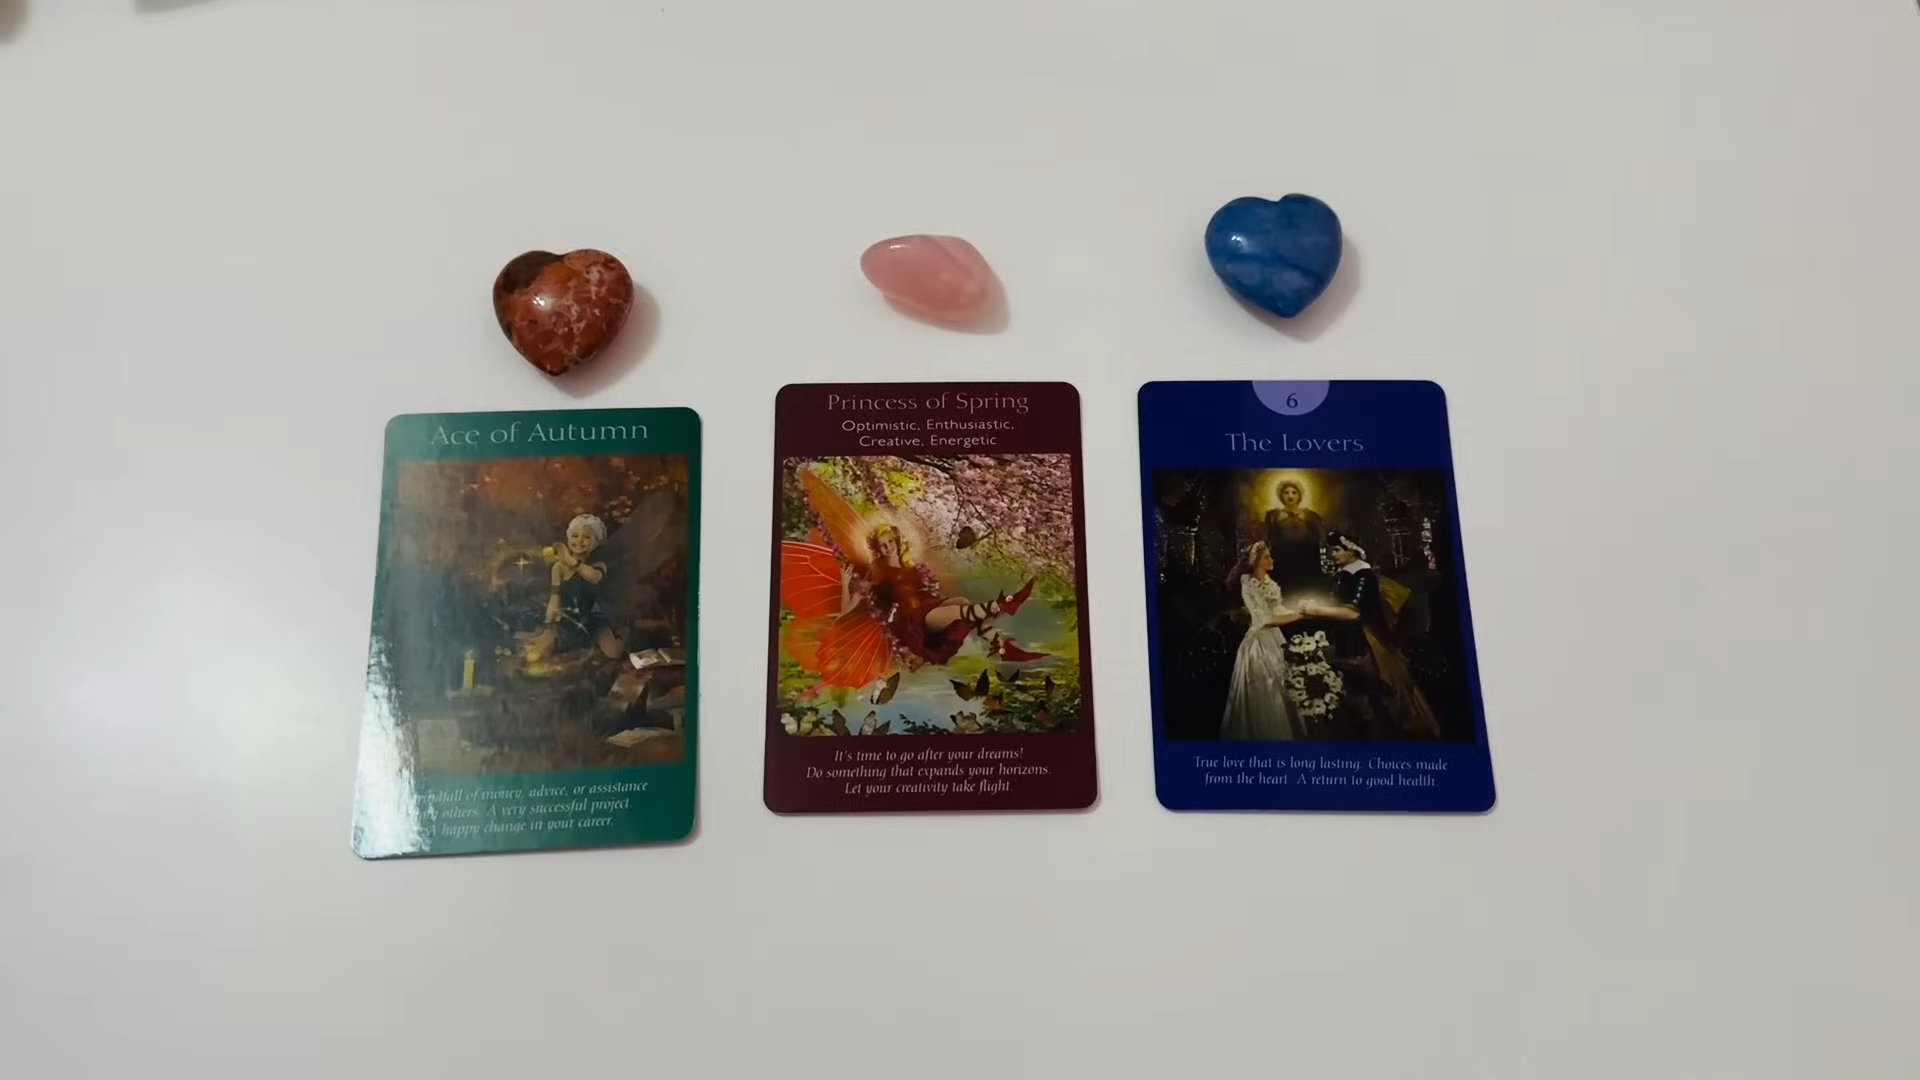 Ace of Autumn
windfall of money, advice, or assistance
from others. A very successful project.
A happy change in your career.
Princess of Spring
Optimistic, Enthusiastic,
Creative, Energetic
It's time to go after your dreams!
Do something that expands your horizons.
Let your creativity take flight.
6
The Lovers
True love that is long lasting. Choices made
from the heart. A return to good health.